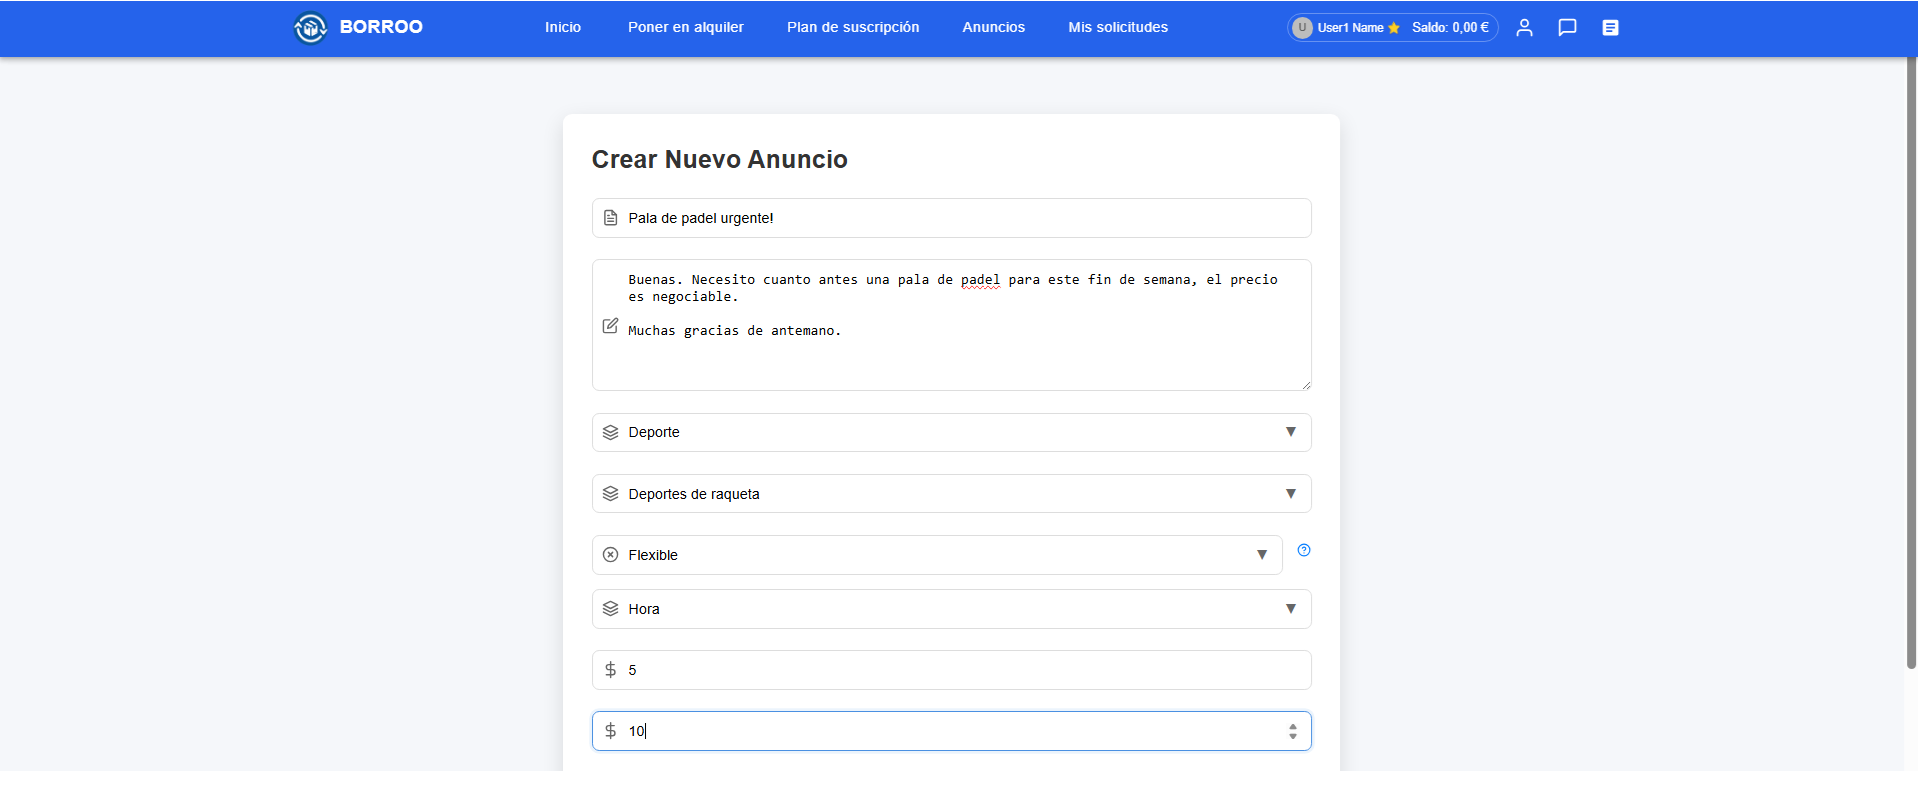 BORROO
Inicio
Poner en alquiler
Plan de suscripción
Anuncios
Mis solicitudes
U
User1 Name
Saldo: 0,00 €
Crear Nuevo Anuncio
Pala de padel urgente!
Buenas. Necesito cuanto antes una pala de padel para este fin de semana, el precio
es negociable.
Muchas gracias de antemano.
Deporte
Deportes de raqueta
Flexible
Hora
5
10